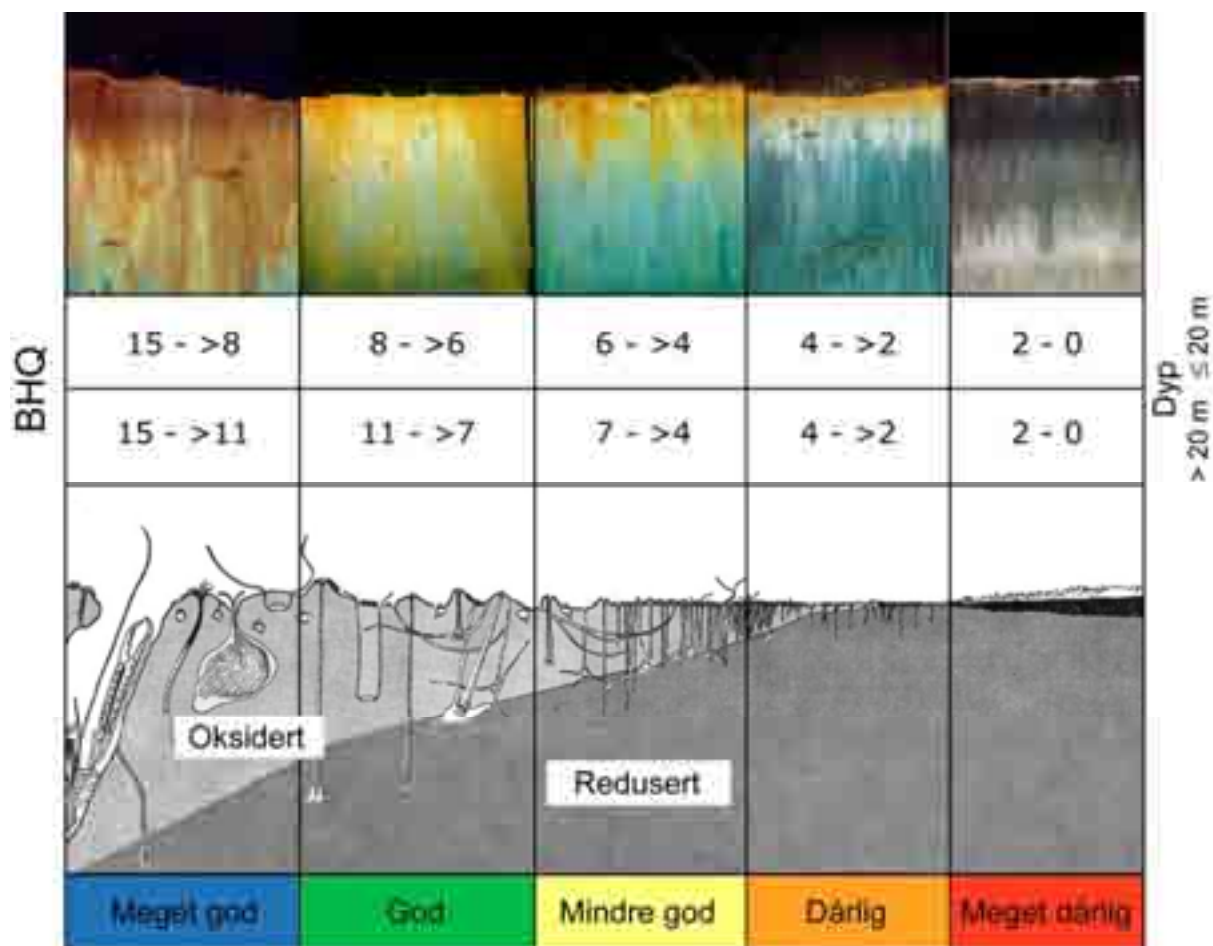 BHQ
15 - >8
8 - >6
6 - >4
4 - >2
2 - 0
15 - >11
11 - >7
7 - >4
4 - >2
2 - 0
Dyp
> 20 m ≤ 20 m
Oksidert
Redusert
Meget god
God
Mindre god
Dårlig
Meget dårlig